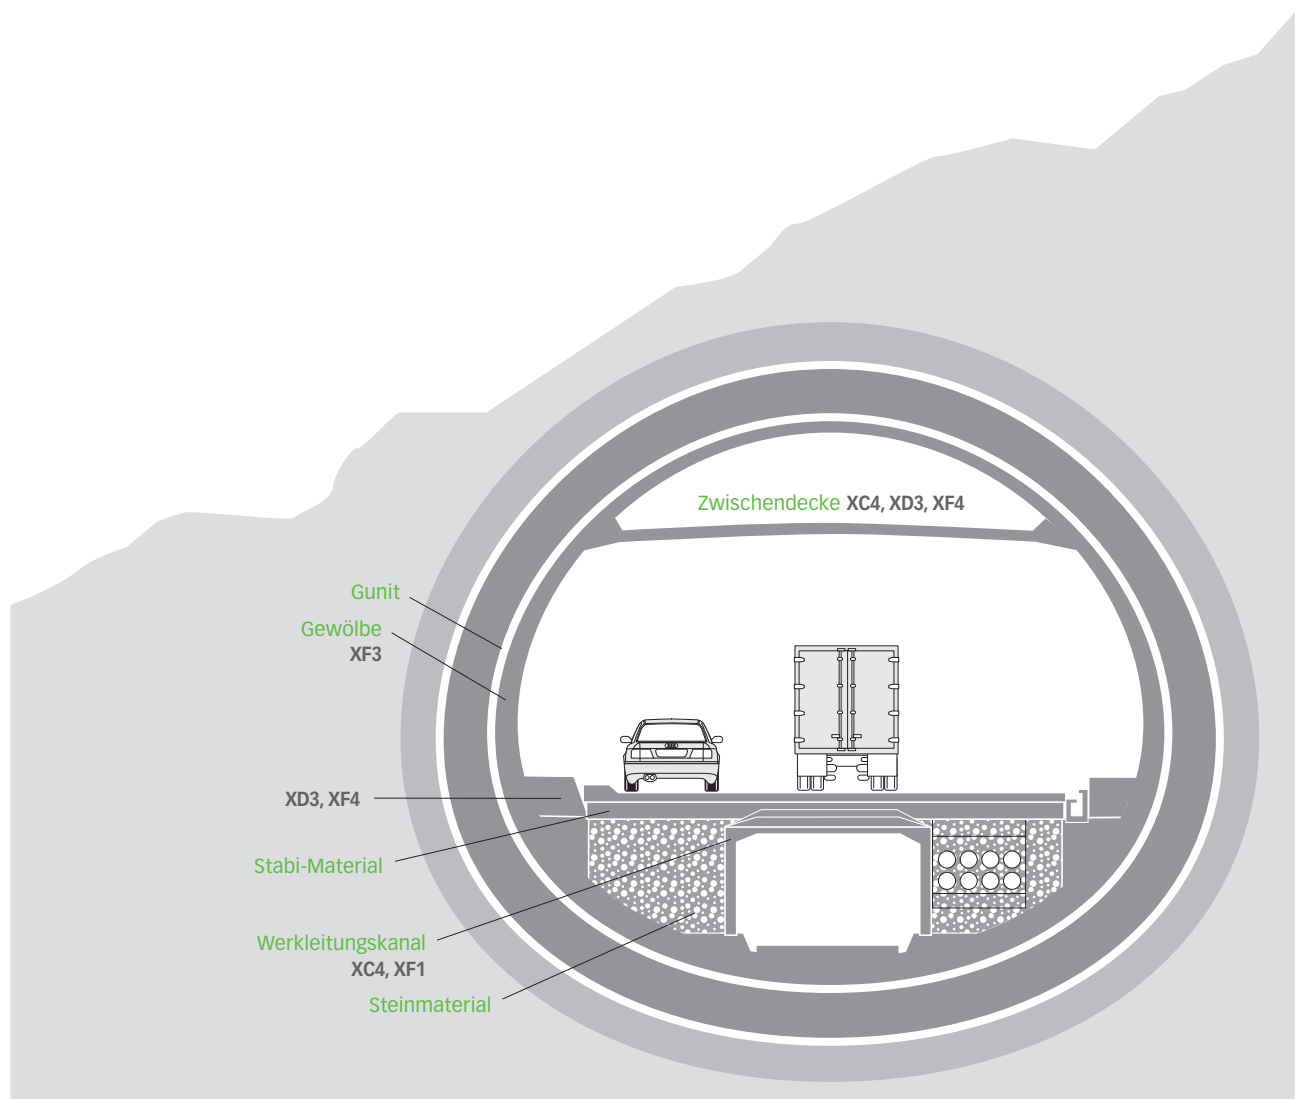 Zwischendecke XC4, XD3, XF4
Gunit
Gewölbe
XF3
XD3, XF4
Stabi-Material
Werkleitungskanal
XC4, XF1
Steinmaterial